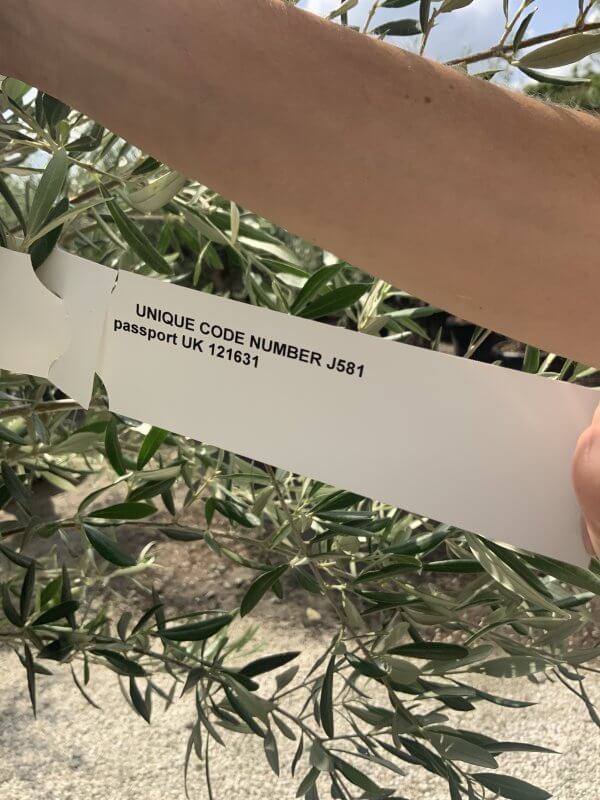 UNIQUE CODE NUMBER J581
passport UK 121631